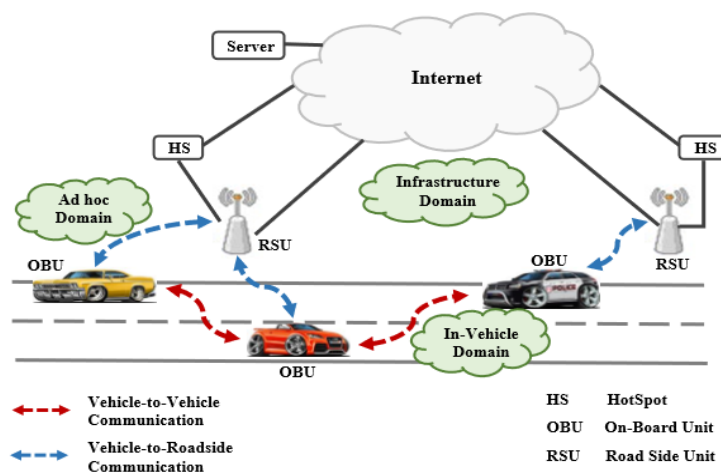 Server
Internet
HS
HS
Ad hoc
Domain
Infrastructure
Domain
RSU
OBU
OBU
RSU
POLICE
In-Vehicle
Domain
OBU
Vehicle-to-Vehicle
Communication
Vehicle-to-Roadside
Communication
HS HotSpot
OBU On-Board Unit
RSU Road Side Unit